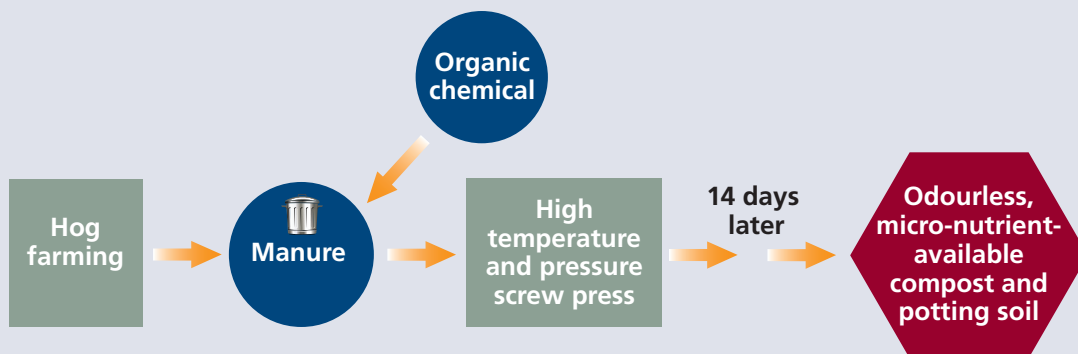 Organic
chemical
Hog
farming
Manure
High
temperature
and pressure
screw press
14 days
later
Odourless,
micro-nutrient-
available
compost and
potting soil